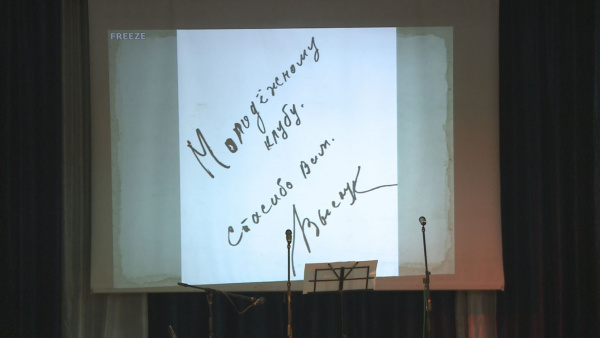 FREEZE
Молодёжному
клубу.
Спасибо Вам.